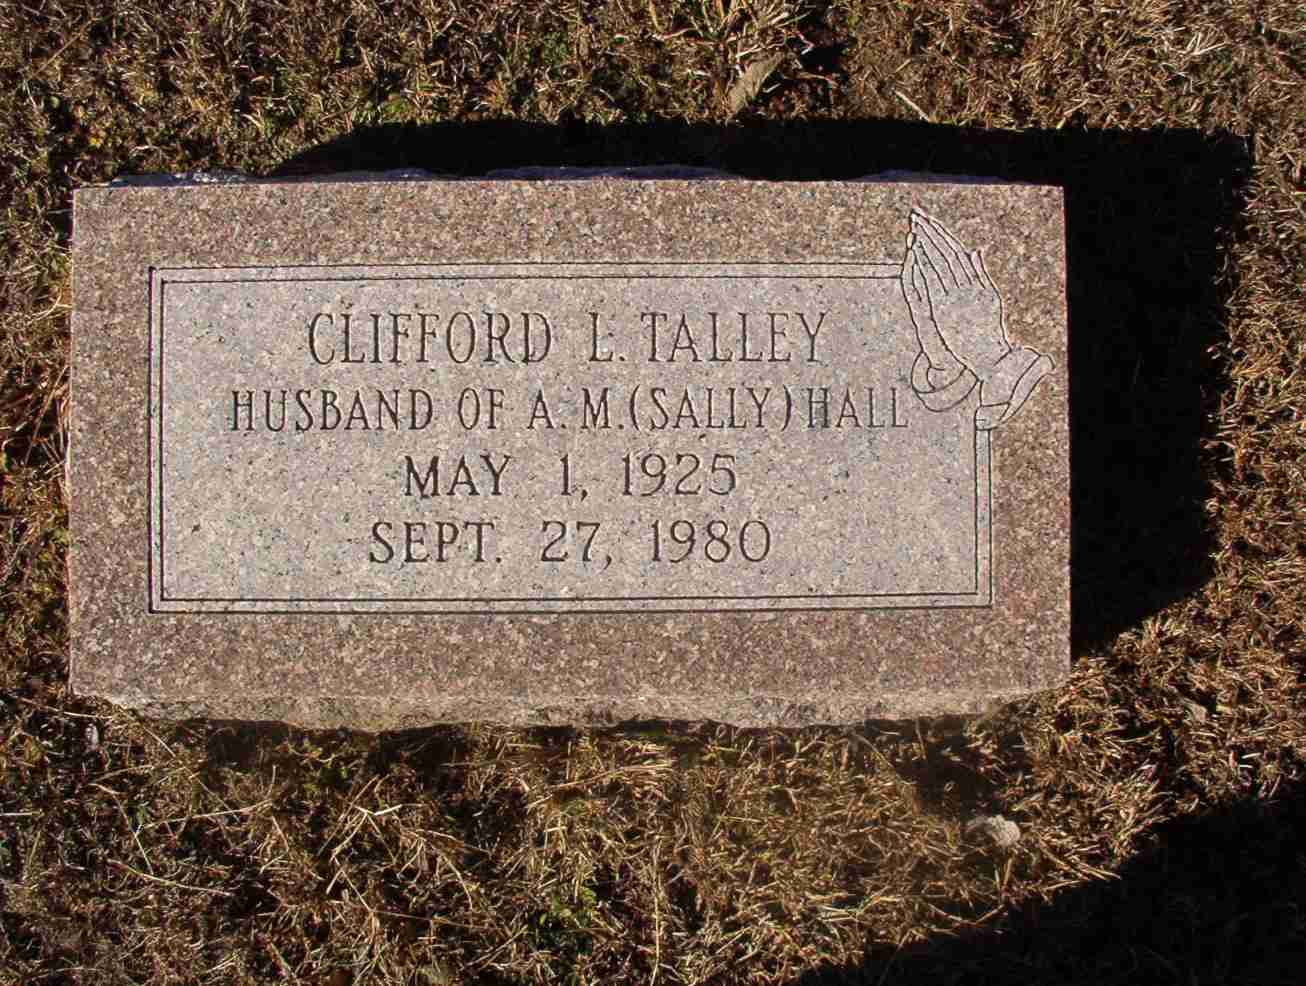 CLIFFORD L. TALLEY
HUSBAND OF A. M. (SALLY) HALL
MAY 1, 1925
SEPT. 27, 1980